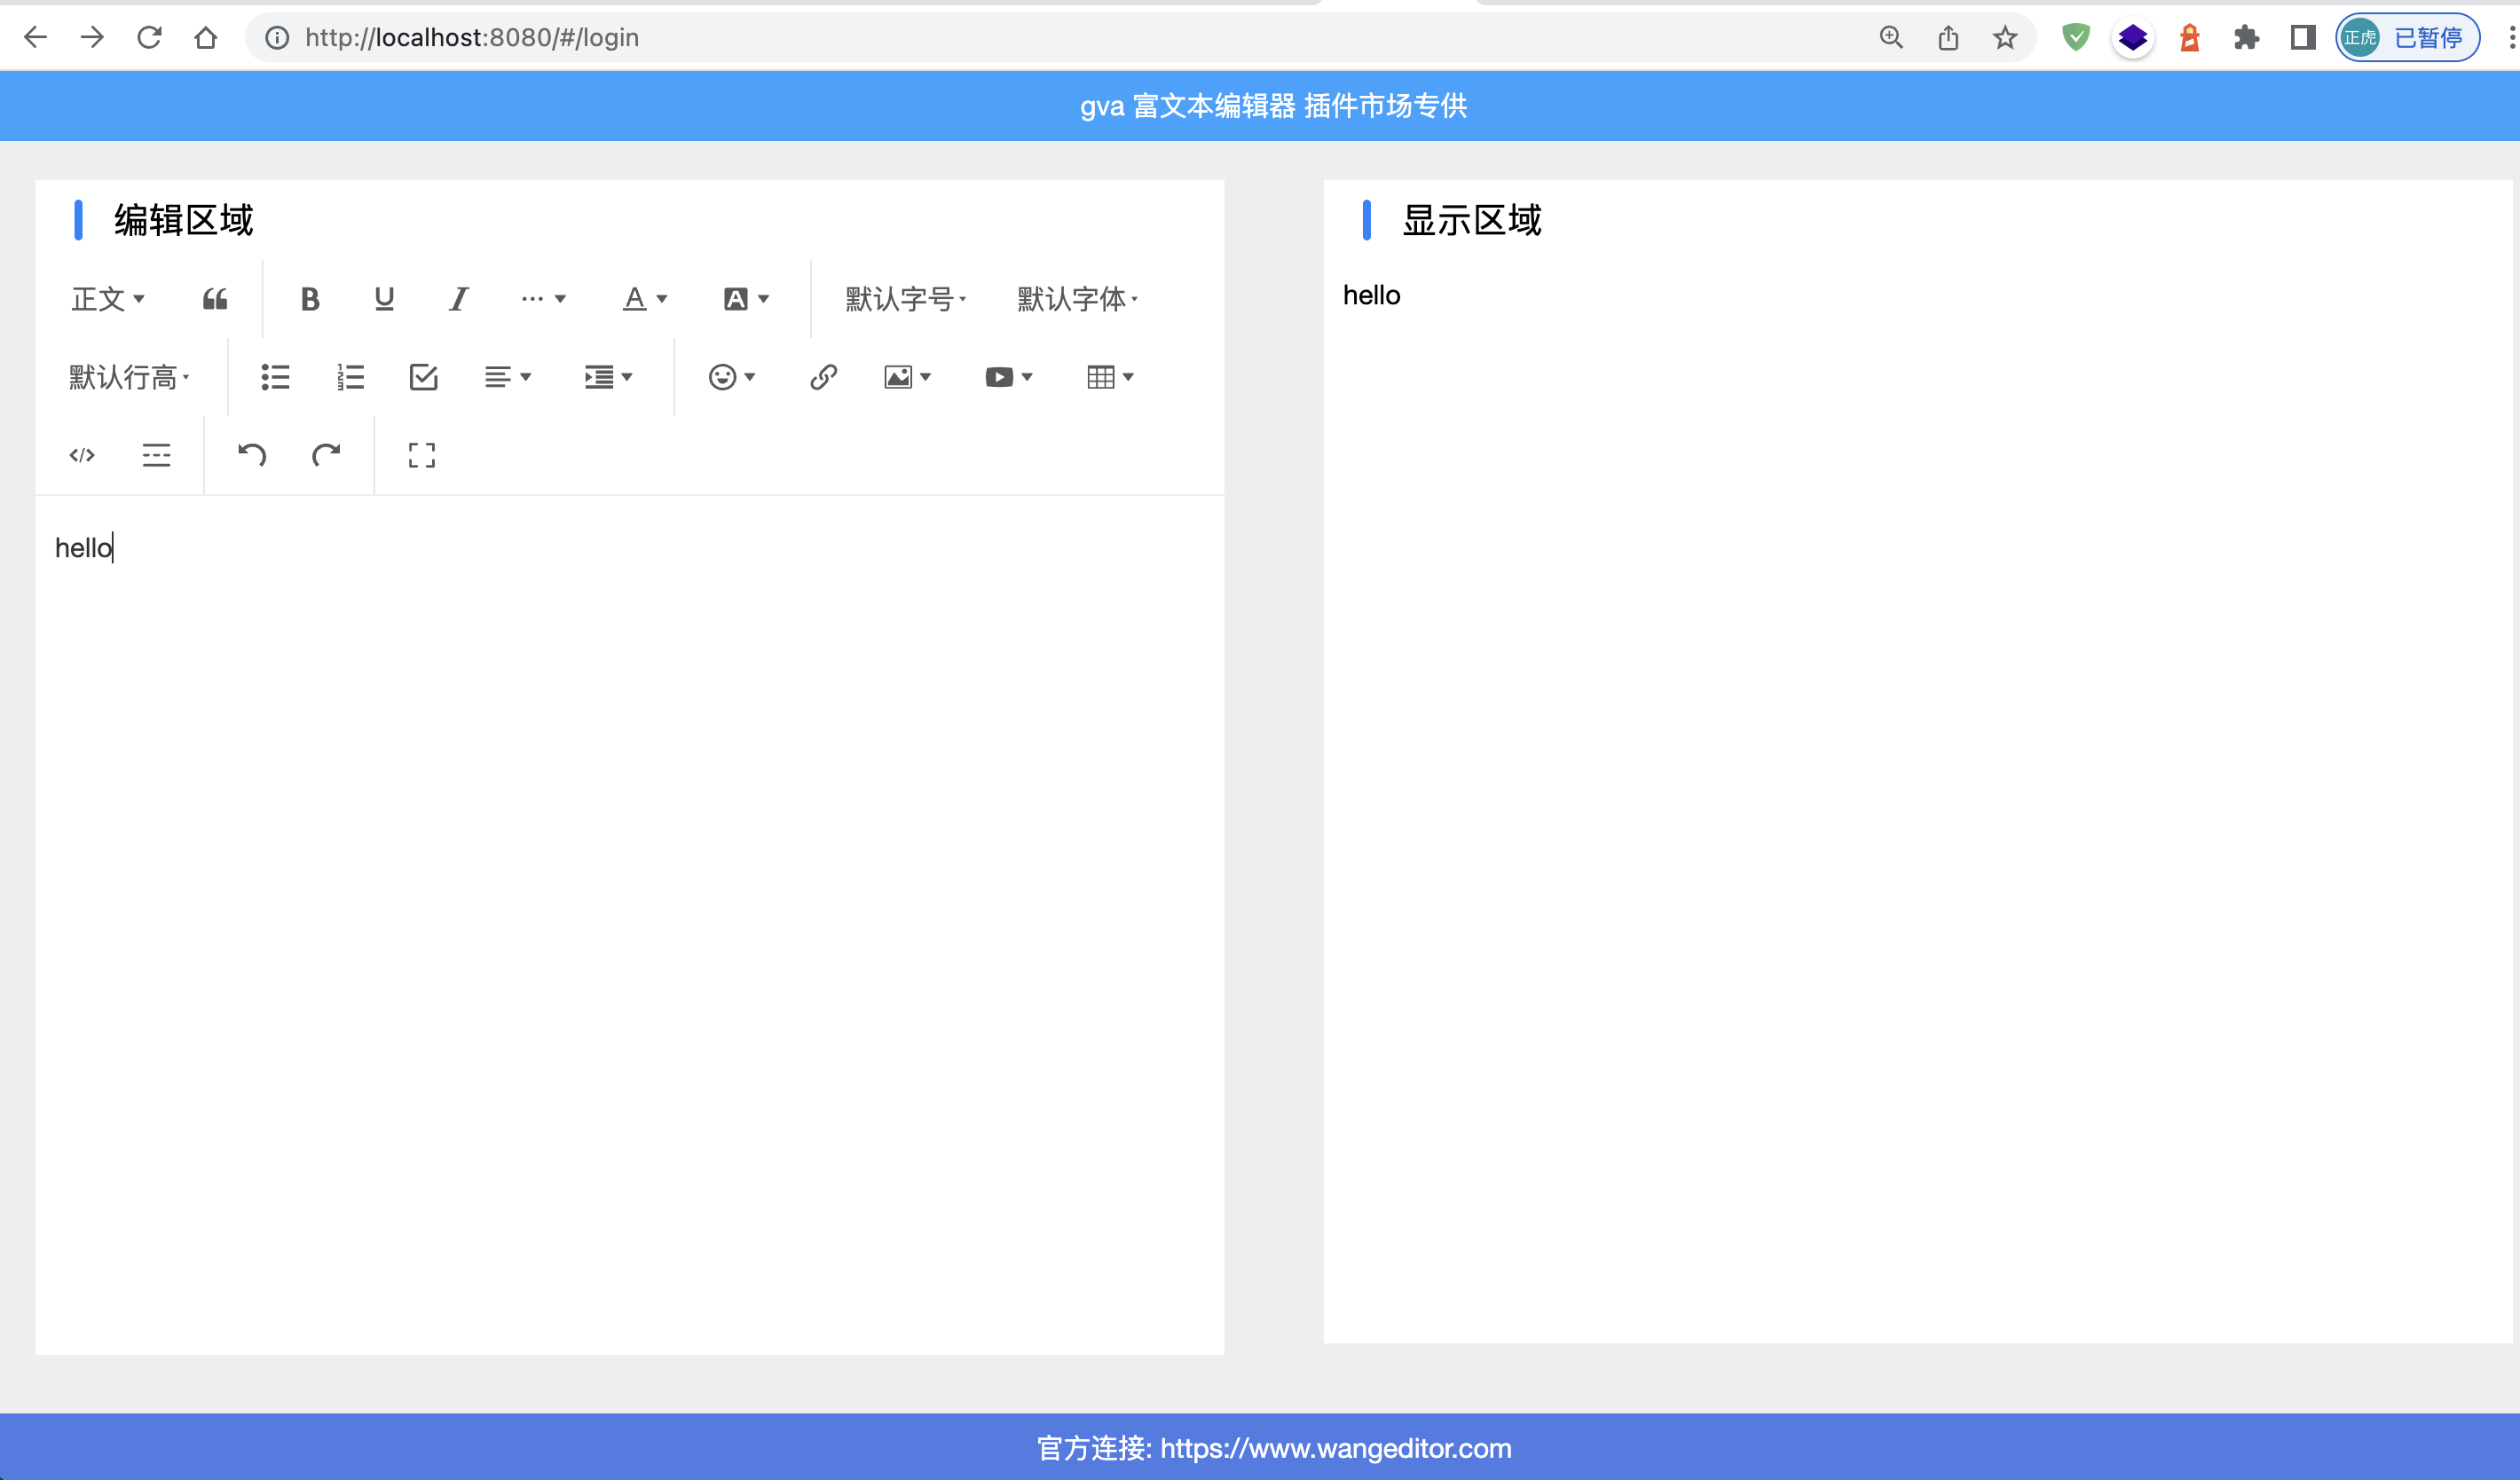 http://localhost:8080/#/login
正虎 已暂停
gva 富文本编辑器 插件市场专供
编辑区域
正文 B U I A A 默认字号 默认字体
默认行高
hello
显示区域
hello
官方连接: https://www.wangeditor.com